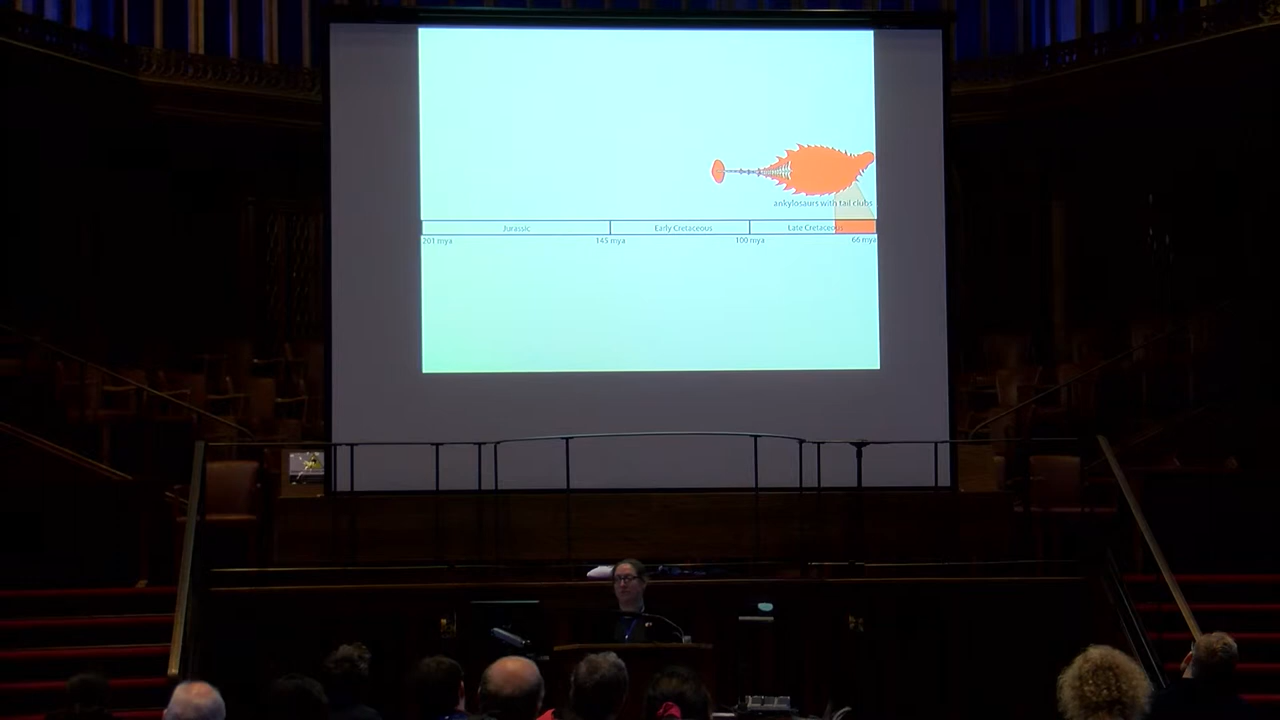 ankylosaurs with tail clubs
Jurassic Early Cretaceous Late Cretaceous
201 mya 145 mya 100 mya 66 mya